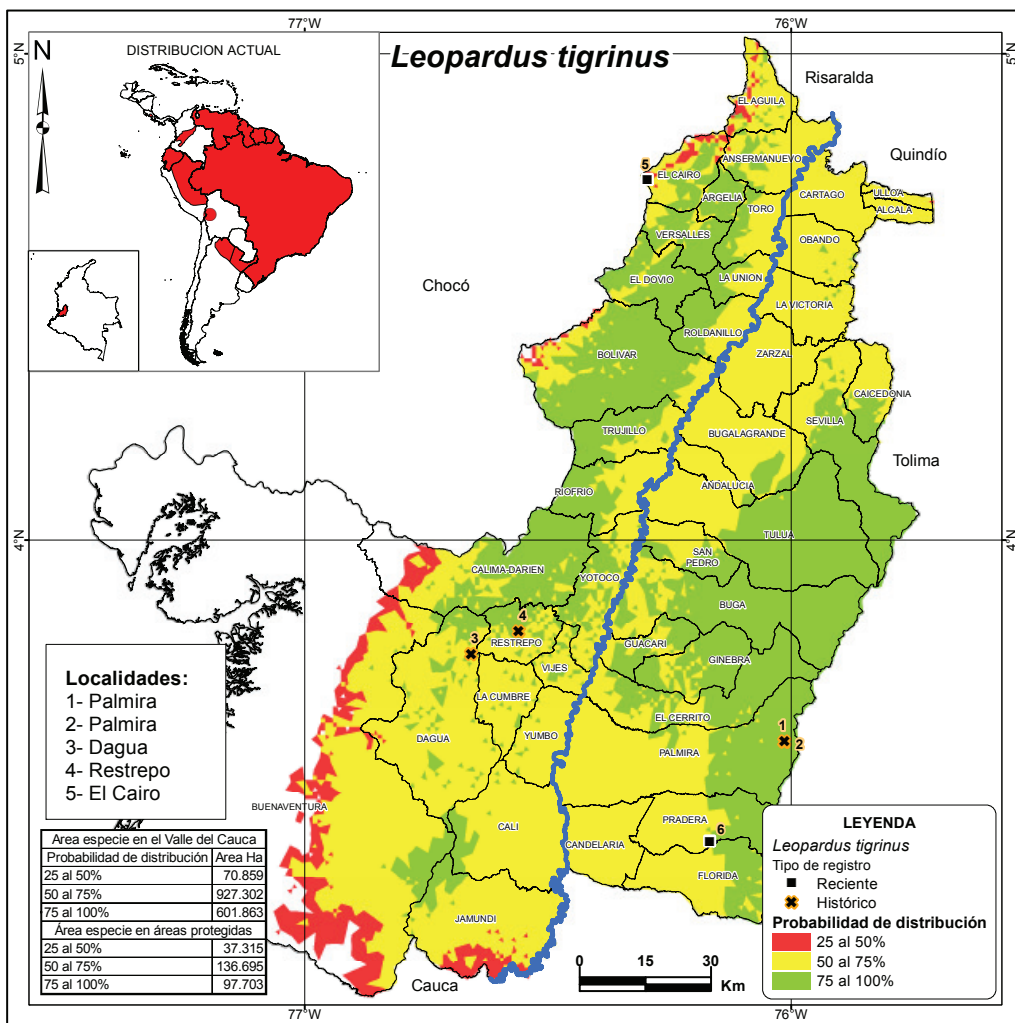 77°W
76°W
5°N
5°N
N
DISTRIBUCION ACTUAL
Leopardus tigrinus
Risaralda
Quindío
Chocó
Tolima
Cauca
EL AGUILA
ANSERMANUEVO
5
EL CAIRO
ARGELIA
TORO
CARTAGO
ULLOA
ALCALA
VERSALLES
OBANDO
EL DOVIO
LA UNION
LA VICTORIA
ROLDANILLO
BOLIVAR
ZARZAL
CAICEDONIA
SEVILLA
TRUJILLO
BUGALAGRANDE
RIOFRIO
ANDALUCIA
4°N
4°N
TULUA
SAN
PEDRO
CALIMA-DARIEN
YOTOCO
BUGA
4
3
RESTREPO
GUACARI
VIJES
GINEBRA
LA CUMBRE
EL CERRITO
DAGUA
YUMBO
PALMIRA
1
2
BUENAVENTURA
CALI
CANDELARIA
PRADERA
6
FLORIDA
JAMUNDI
Localidades:
1- Palmira
2- Palmira
3- Dagua
4- Restrepo
5- El Cairo
Area especie en el Valle del Cauca
Probabilidad de distribución Area Ha
25 al 50% 70.859
50 al 75% 927.302
75 al 100% 601.863
Área especie en áreas protegidas
25 al 50% 37.315
50 al 75% 136.695
75 al 100% 97.703
0 15 30
Km
LEYENDA
Leopardus tigrinus
Tipo de registro
Reciente
Histórico
Probabilidad de distribución
25 al 50%
50 al 75%
75 al 100%
77°W
76°W